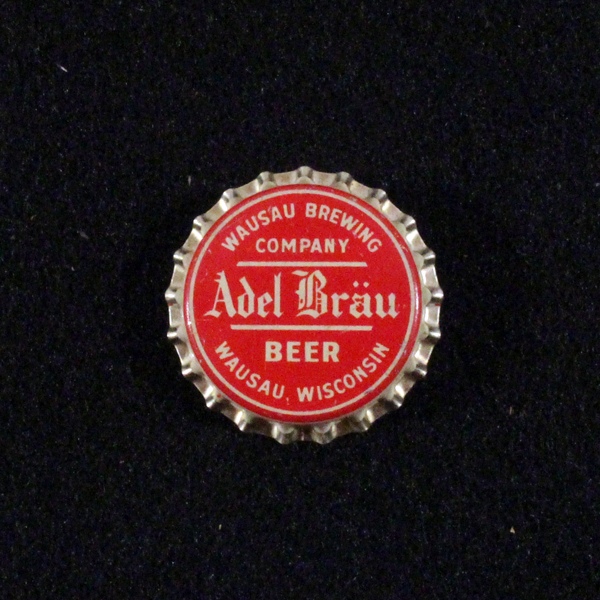 WAUSAU BREWING
COMPANY
Adel Bräu
BEER
WAUSAU, WISCONSIN